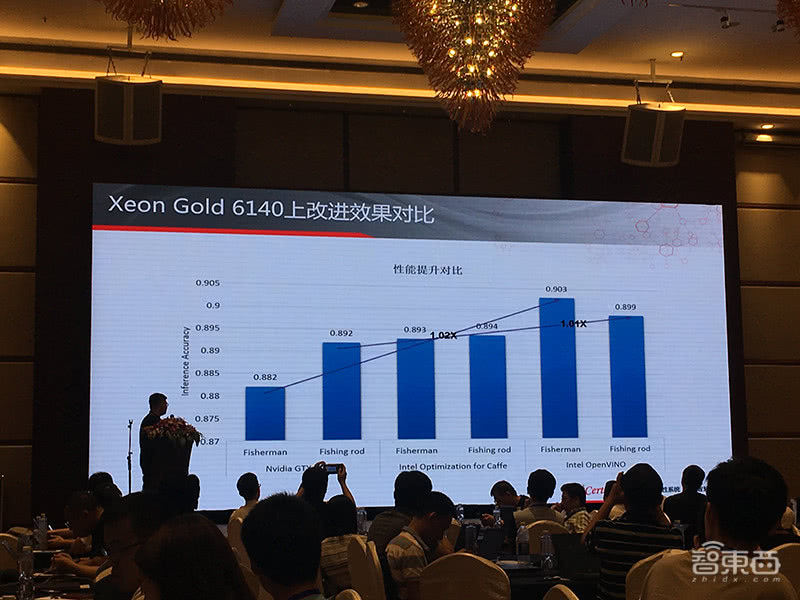 Xeon Gold 6140上改进效果对比
性能提升对比
0.905
0.9
0.895
0.89
0.885
0.88
0.875
0.87
Inference Accuracy
0.882
0.892
0.893
0.894
0.903
0.899
1.02X
1.01X
Fisherman Fishing rod Fisherman Fishing rod Fisherman Fishing rod
Nvidia Intel Optimization for Caffe Intel OpenVINO
智東西
zhidx.com